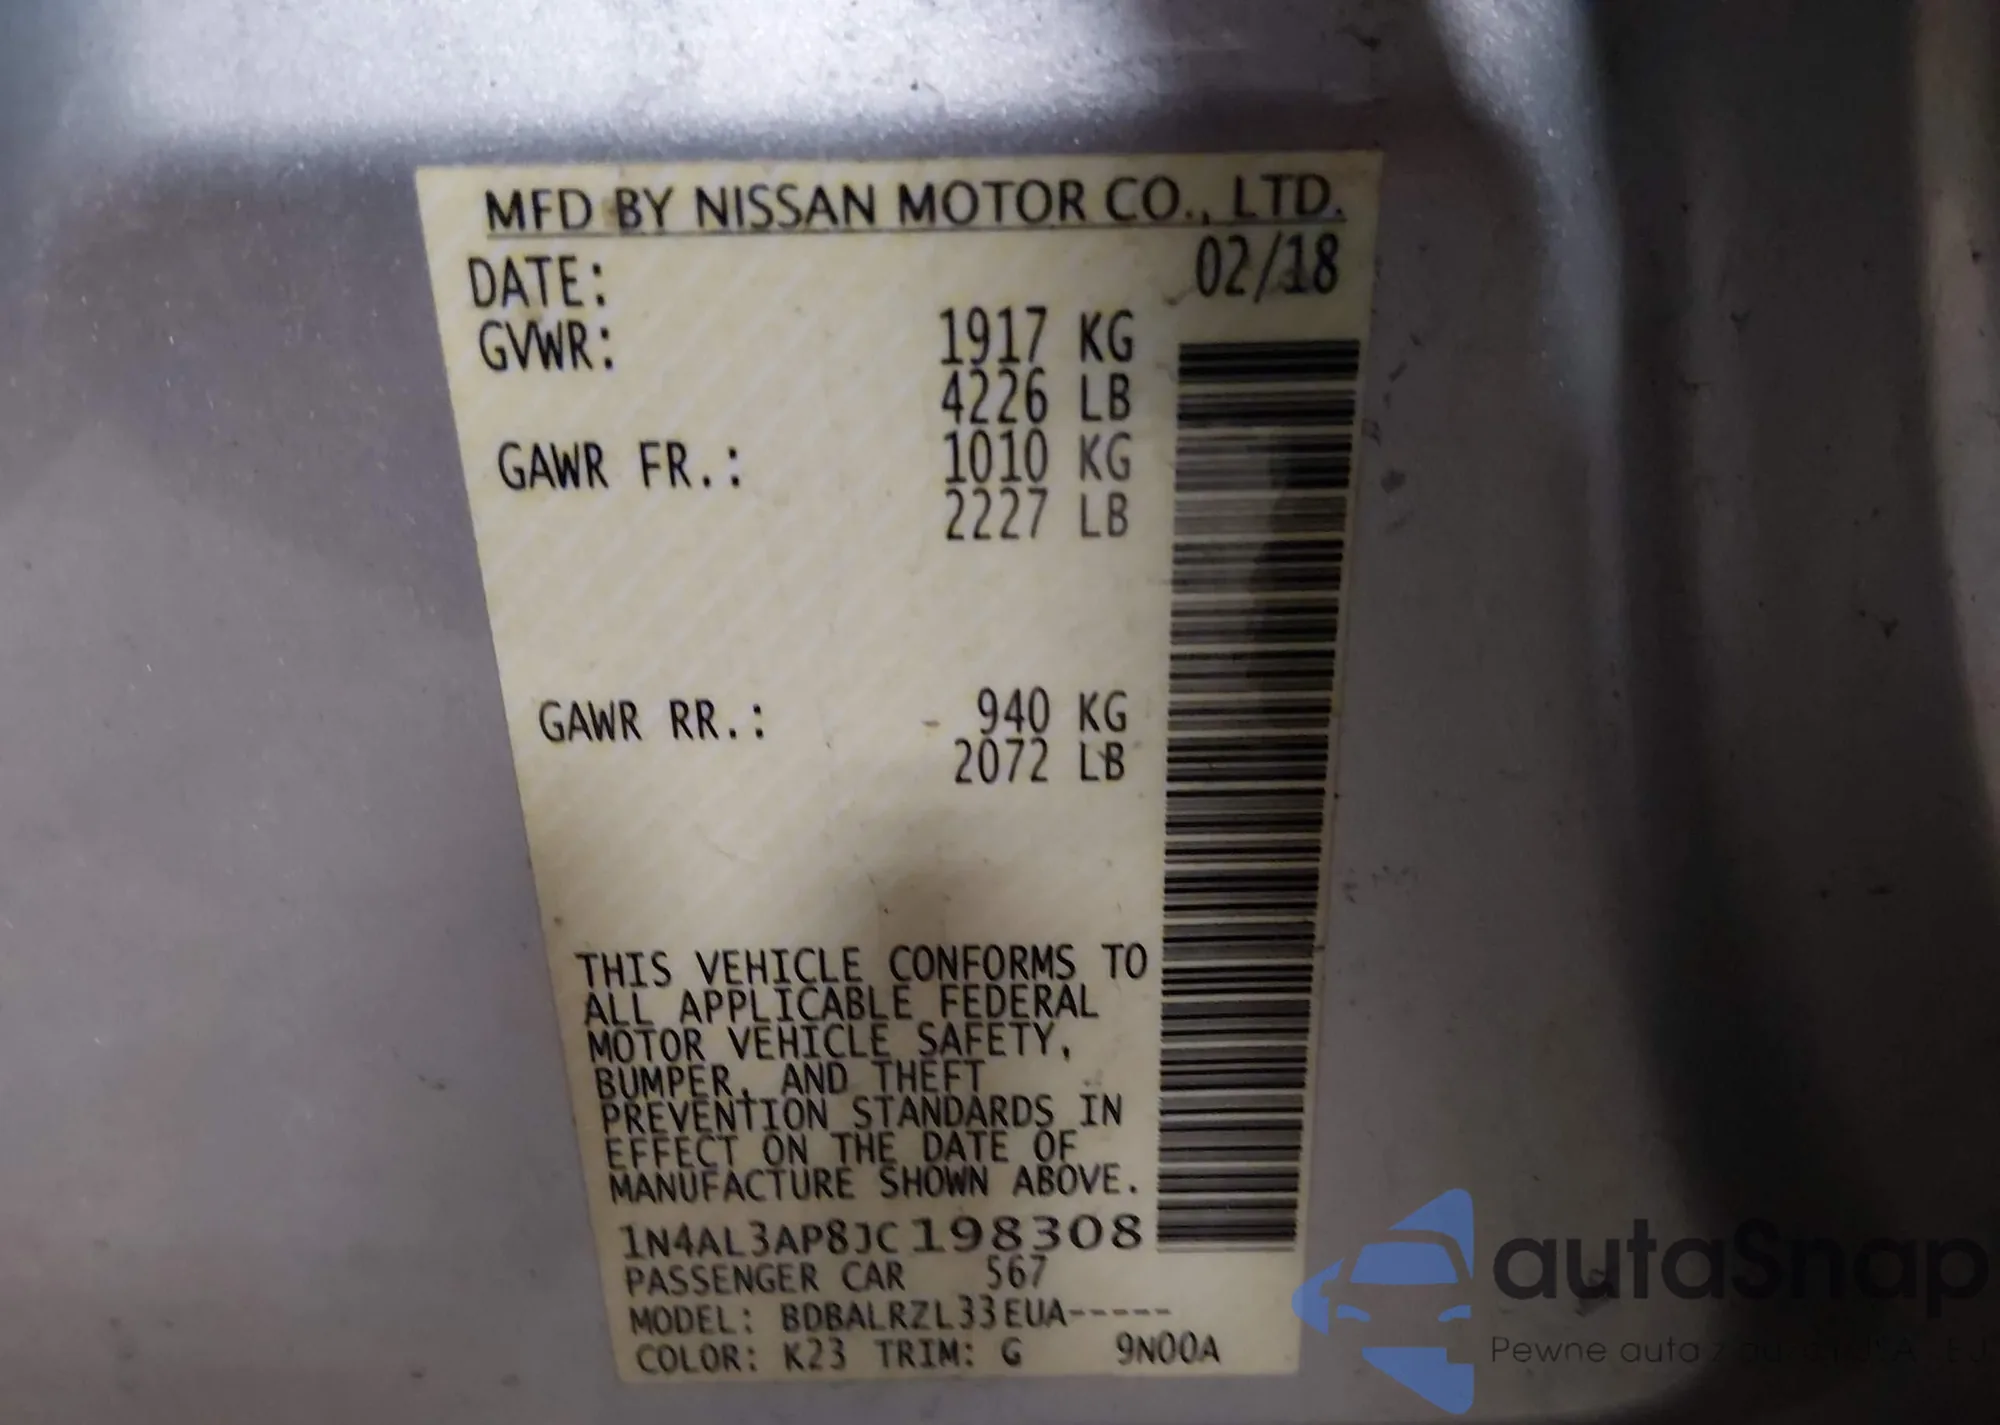 MFD BY NISSAN MOTOR CO., LTD.
DATE: 02/18
GVWR: 1917 KG
4226 LB
GAWR FR.: 1010 KG
2227 LB
GAWR RR.: 940 KG
2072 LB
THIS VEHICLE CONFORMS TO
ALL APPLICABLE FEDERAL
MOTOR VEHICLE SAFETY,
BUMPER, AND THEFT
PREVENTION STANDARDS IN
EFFECT ON THE DATE OF
MANUFACTURE SHOWN ABOVE.
1N4AL3AP8JC198308
PASSENGER CAR 567
MODEL: BDBALRZL33EUA-----
COLOR: K23 TRIM: G 9N00A
autaSnap
Pewne auta z